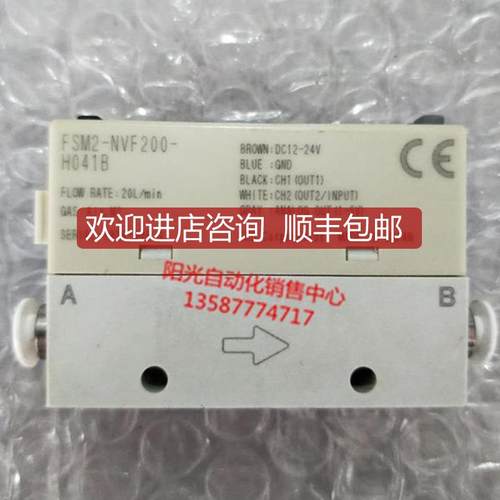 FSM2-NVF200-
H041B
FLOW RATE: 20L/min
BROWN:DC12-24V
BLUE :GND
BLACK:CH1(OUT1)
WHITE:CH2(OUT2/INPUT)
欢迎进店咨询 顺丰包邮
A
B
阳光自动化销售中心
13587774717
CE